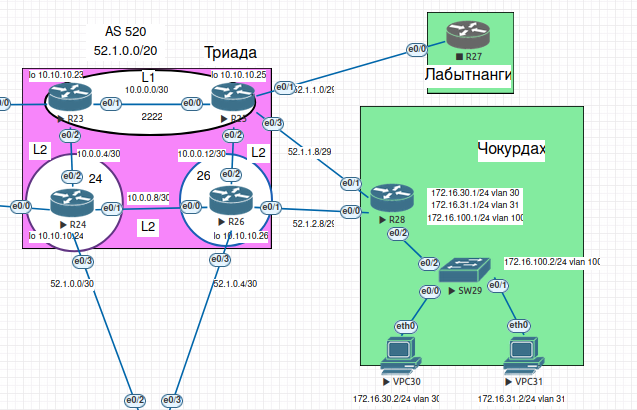 AS 520
52.1.0.0/20
Триада
lo 10.10.10.23
L1
lo 10.10.10.25
10.0.0.0/30
e0/0
e0/1
e0/0
e0/1
52.1.1.0/29
e0/0
R27
Лабытнанги
R23
2222
R25
e0/3
e0/2
e0/2
L2
10.0.0.4/30
10.0.0.12/30
L2
52.1.1.8/29
Чокурдах
e0/2
24
26
e0/2
10.0.0.8/30
e0/0
e0/1
e0/0
e0/1
R24
R26
L2
lo 10.10.10.24
lo 10.10.10.26
52.1.2.8/29
e0/1
e0/0
R28
172.16.30.1/24 vlan 30
172.16.31.1/24 vlan 31
172.16.100.1/24 vlan 100
e0/2
e0/3
e0/3
52.1.0.0/30
52.1.0.4/30
e0/2
e0/3
e0/2
172.16.100.2/24 vlan 100
SW29
e0/0
e0/1
eth0
eth0
VPC30
VPC31
172.16.30.2/24 vlan 30
172.16.31.2/24 vlan 31